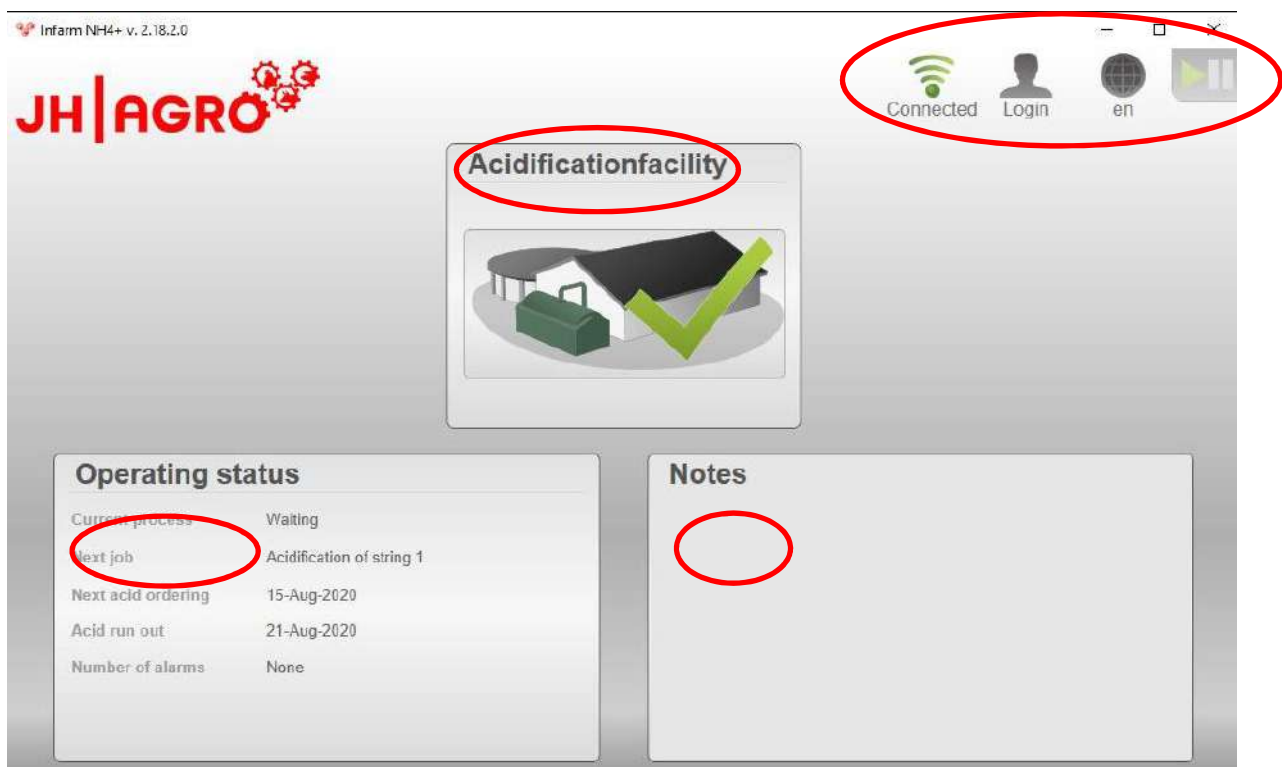 Infarm NH4+ v. 2.18.2.0
JH|AGRO
Connected Login en
Acidificationfacility
Operating status
Current process Waiting
Next job Acidification of string 1
Next acid ordering 15-Aug-2020
Acid run out 21-Aug-2020
Number of alarms None
Notes